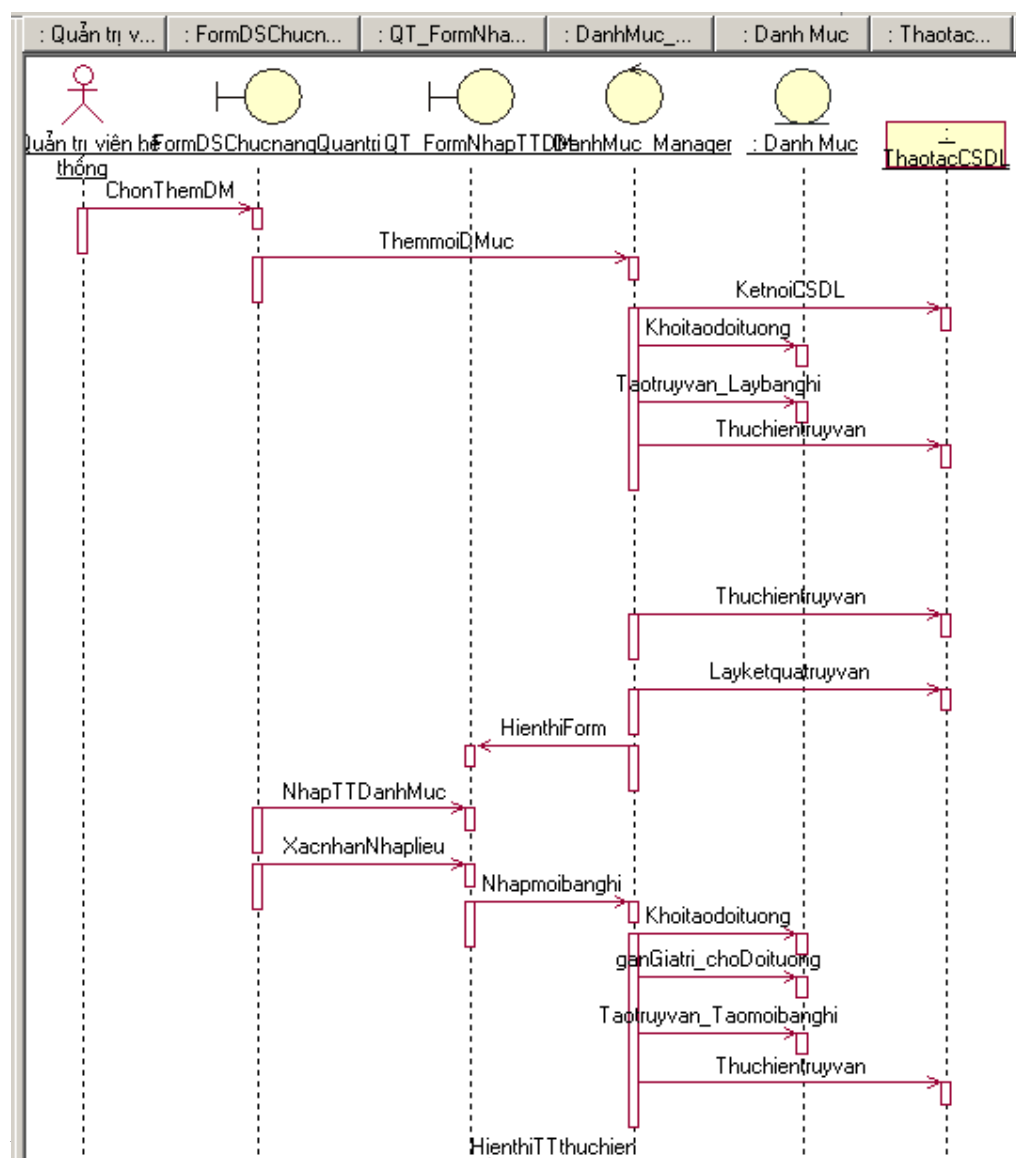 : Quản trị v...
: FormDSChucn...
: QT_FormNha...
: DanhMuc_...
: Danh Muc
: Thaotac...
Quản trị viên hệ thống
FormDSChucnangQuantri
QT_FormNhapTTDM
DanhMuc_Manager
: Danh Muc
:
ThaotacCSDL
ChonThemDM
ThemmoiDMuc
KetnoiCSDL
Khoitaodoituong
Taotruyvan_Laybanghi
Thuchientruyvan
Thuchientruyvan
Layketquatruyvan
HienthiForm
NhapTTDanhMuc
XacnhanNhaplieu
Nhapmoibanghi
Khoitaodoituong
ganGiatri_choDoituong
Taotruyvan_Taomoibanghi
Thuchientruyvan
HienthiTTthuchien